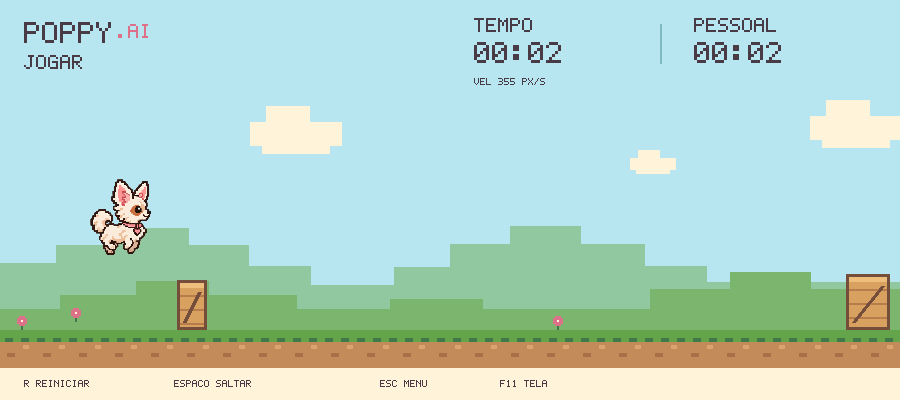 POPPY.AI
JOGAR
TEMPO
00:02
VEL 355 PX/S
PESSOAL
00:02
R REINICIAR
ESPACO SALTAR
ESC MENU
F11 TELA